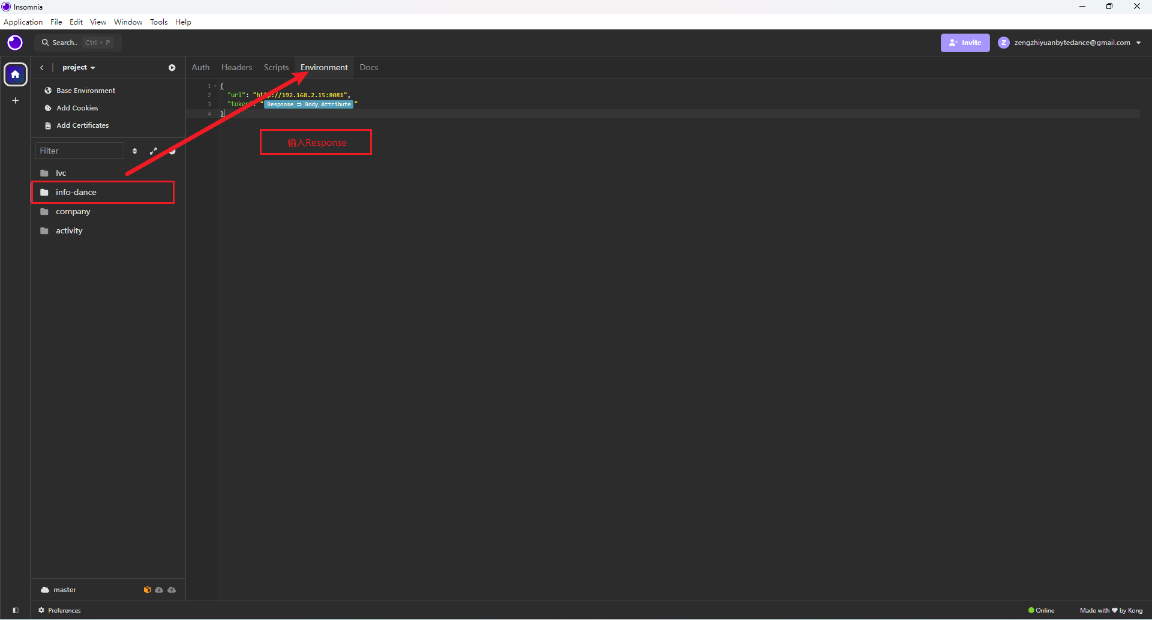 Insomnia
Application File Edit View Window Tools Help
Search.. Ctrl + P
Invite
Z zengzhiyuanbytedance@gmail.com
project
Auth Headers Scripts Environment Docs
Base Environment
Add Cookies
Add Certificates
Filter
1 {
2 "url": "http://192.168.2.15:8081",
3 "token": "Response ⇒ Body Attribute"
4 }
输入Response
lvc
info-dance
company
activity
master
Preferences
Online
Made with ♥ by Kong